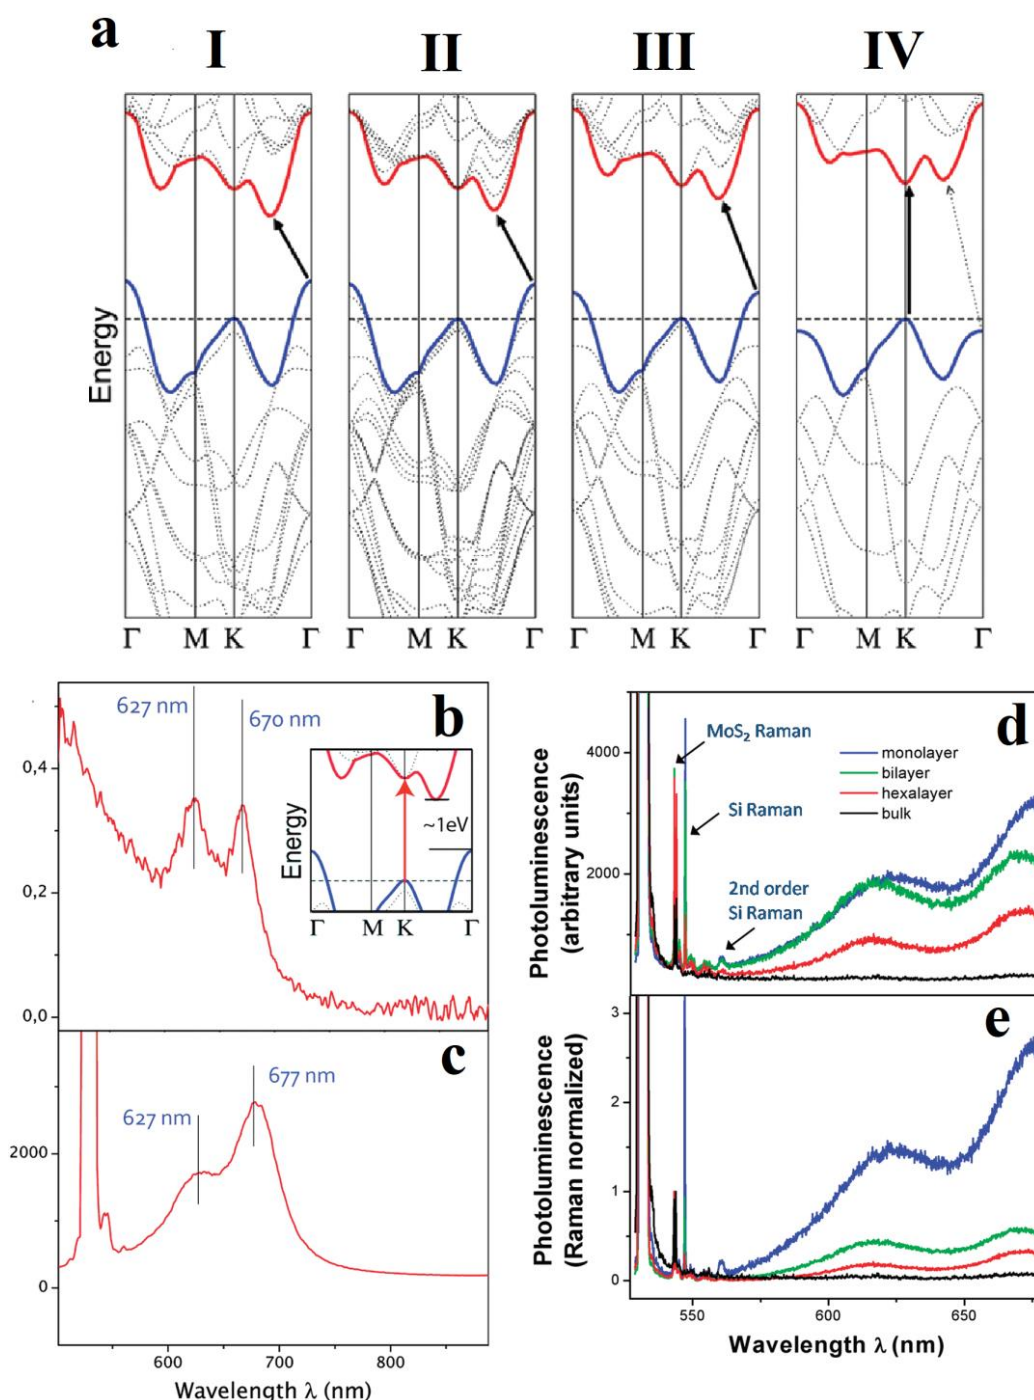 a
I II III IV
Energy
Γ M K Γ Γ M K Γ Γ M K Γ Γ M K Γ
b
627 nm
670 nm
0,4
0,2
0,0
Energy
~1eV
Γ M K Γ
c
627 nm
677 nm
2000
0
600 700 800
Wavelength λ (nm)
d
Photoluminescence
(arbitrary units)
4000
2000
MoS₂ Raman
Si Raman
2nd order
Si Raman
monolayer
bilayer
hexalayer
bulk
e
Photoluminescence
(Raman normalized)
3
2
1
0
550 600 650
Wavelength λ (nm)